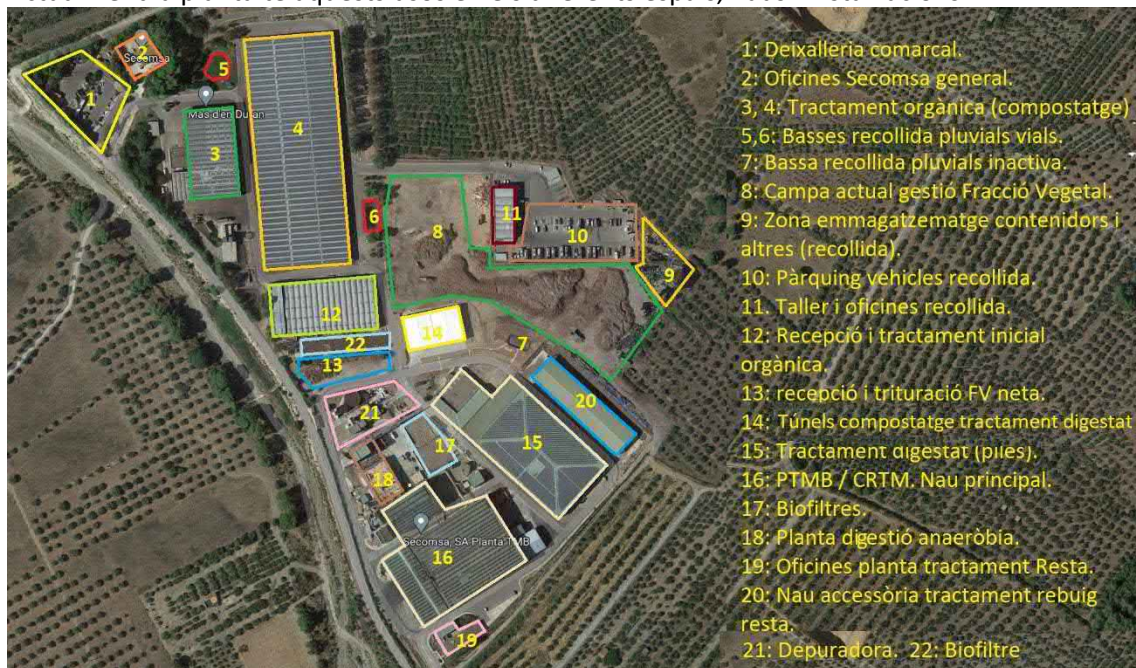 1: Deixalleria comarcal.
2: Oficines Secomsa general.
3, 4: Tractament orgànica (compostatge)
5,6: Basses recollida pluvials vials.
7: Bassa recollida pluvials inactiva.
8: Campa actual gestió Fracció Vegetal.
9: Zona emmagatzematge contenidors i
altres (recollida).
10: Pàrquing vehicles recollida.
11. Taller i oficines recollida.
12: Recepció i tractament inicial
orgànica.
13: recepció i trituració FV neta.
14: Túnels compostatge tractament digestat
15: Tractament digestat (piles).
16: PTMB / CRTM. Nau principal.
17: Biofiltres.
18: Planta digestió anaeròbia.
19: Oficines planta tractament Resta.
20: Nau accessòria tractament rebuig
resta.
21: Depuradora. 22: Biofiltre
2
Secomsa
1
5
Mas d'en Dulan
4
3
6
11
8
10
9
12
14
22
7
13
20
21
17
15
18
Secomsa, SA Planta TMB
16
19